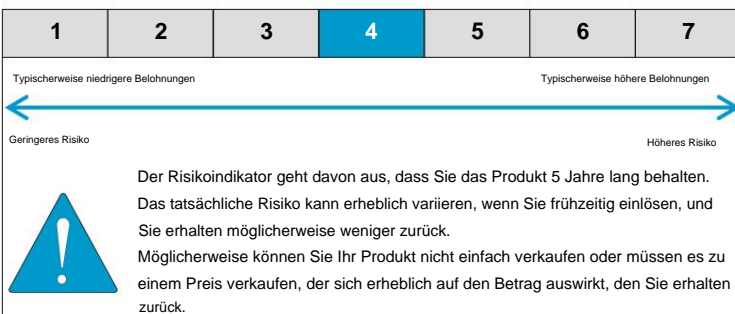 1 2 3 4 5 6 7
Typischerweise niedrigere Belohnungen Typischerweise höhere Belohnungen
Geringeres Risiko Höheres Risiko
Der Risikoindikator geht davon aus, dass Sie das Produkt 5 Jahre lang behalten.
Das tatsächliche Risiko kann erheblich variieren, wenn Sie frühzeitig einlösen, und
Sie erhalten möglicherweise weniger zurück.
Möglicherweise können Sie Ihr Produkt nicht einfach verkaufen oder müssen es zu
einem Preis verkaufen, der sich erheblich auf den Betrag auswirkt, den Sie erhalten
zurück.